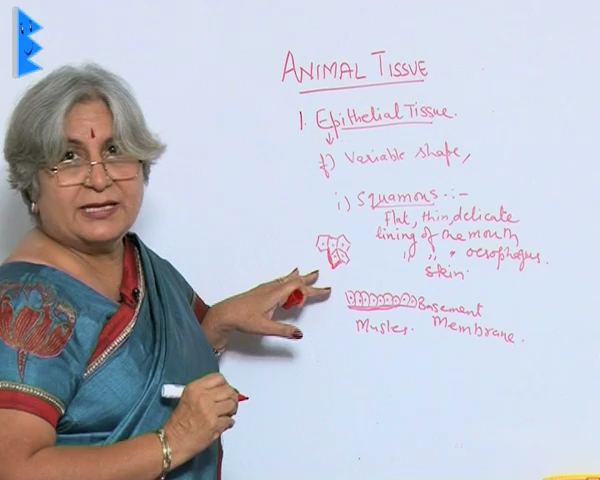 ANIMAL TISSUE
1. Epithelial Tissue.
f) Variable shape,
i) Squamous :-
Flat, thin, delicate
lining of the mouth
" " " oesophagus.
skin.
Basement
Membrane.
Musles.